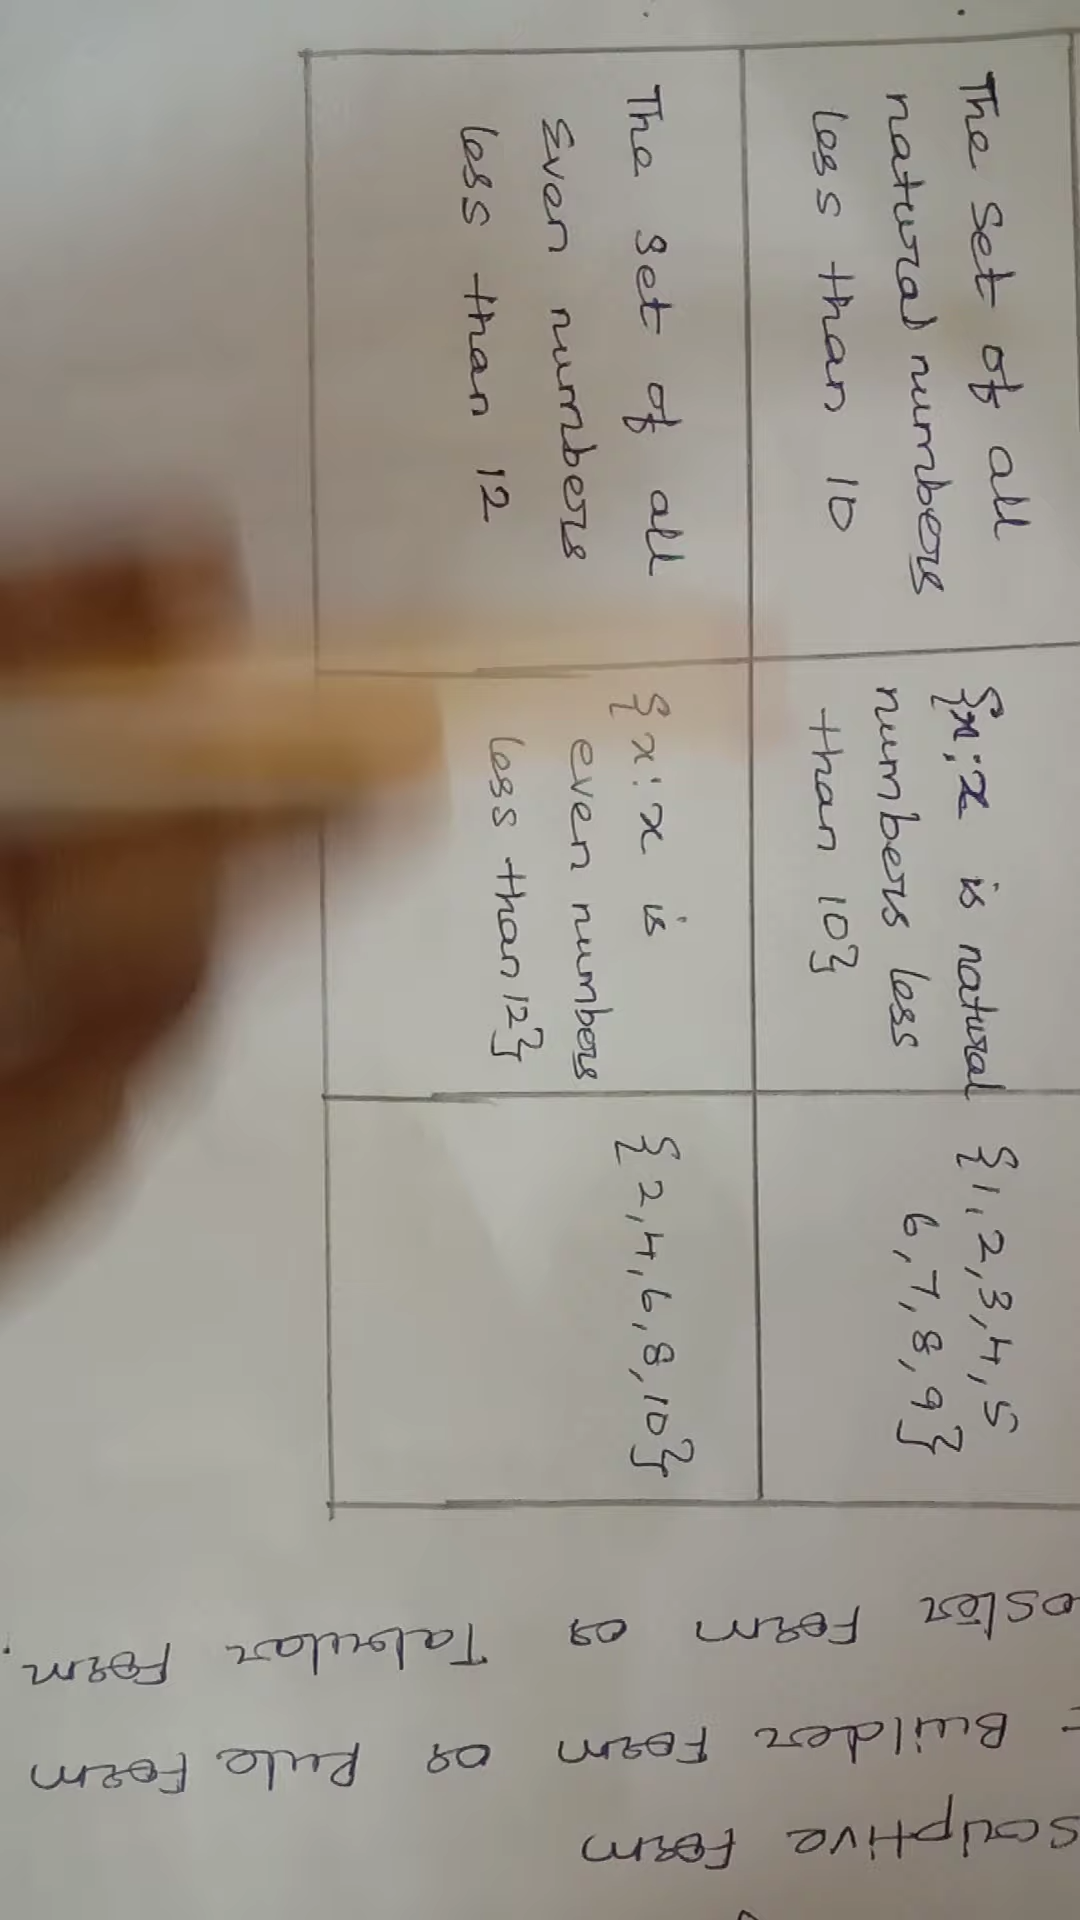 The set of all
natural numbers
less than 10
{x:x is natural
numbers less
than 10}
{1,2,3,4,5
6,7,8,9}
The set of all
Even numbers
less than 12
{x:x is
even numbers
less than 12}
{2,4,6,8,10}
scriptive Form
Builder Form or Rule Form
oster Form or Tabular Form.